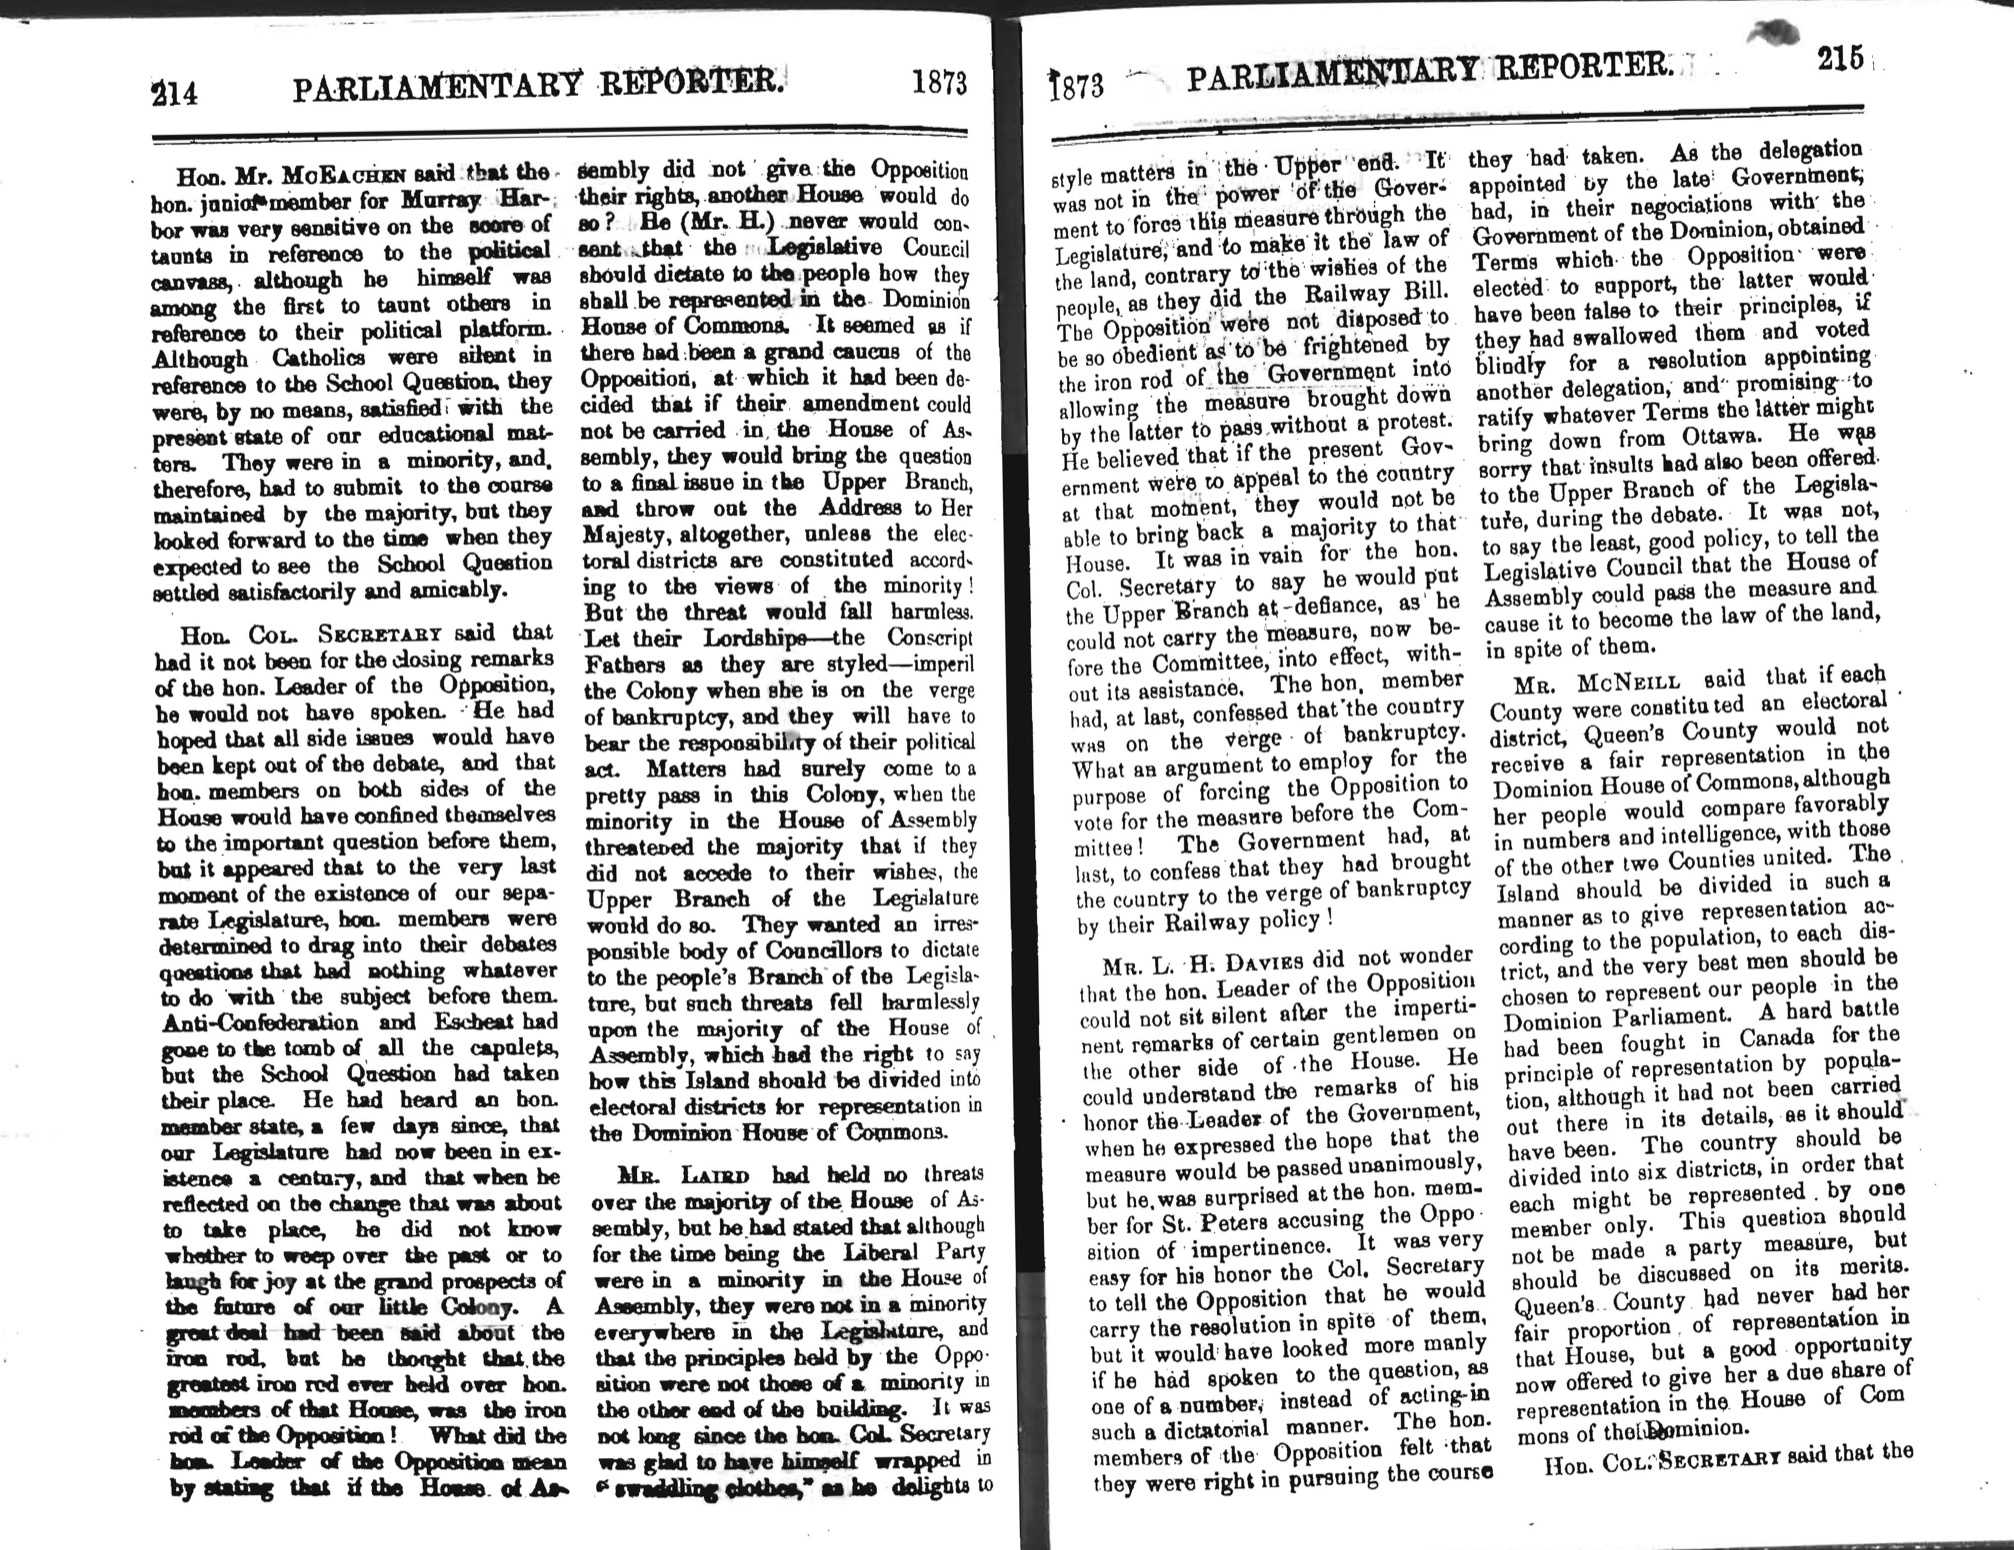 214 PARLIAMENTARY REPORTER. 1873
Hon. Mr. McEachen said that the
hon. junior member for Murray Har-
bor was very sensitive on the score of
taunts in reference to the political
canvass, although he himself was
among the first to taunt others in
reference to their political platform.
Although Catholics were silent in
reference to the School Question, they
were, by no means, satisfied with the
present state of our educational mat-
ters. They were in a minority, and,
therefore, had to submit to the course
maintained by the majority, but they
looked forward to the time when they
expected to see the School Question
settled satisfactorily and amicably.
Hon. Col. Secretary said that
had it not been for the closing remarks
of the hon. Leader of the Opposition,
he would not have spoken. He had
hoped that all side issues would have
been kept out of the debate, and that
hon. members on both sides of the
House would have confined themselves
to the important question before them,
but it appeared that to the very last
moment of the existence of our sepa-
rate Legislature, hon. members were
determined to drag into their debates
questions that had nothing whatever
to do with the subject before them.
Anti-Confederation and Escheat had
gone to the tomb of all the capulets,
but the School Question had taken
their place. He had heard an hon.
member state, a few days since, that
our Legislature had now been in ex-
istence a century, and that when he
reflected on the change that was about
to take place, he did not know
whether to weep over the past or to
laugh for joy at the grand prospects of
the future of our little Colony. A
great deal had been said about the
iron rod, but he thought that the
greatest iron rod ever held over hon.
members of that House, was the iron
rod of the Opposition! What did the
hon. Leader of the Opposition mean
by stating that if the House of As-
sembly did not give the Opposition
their rights, another House would do
so? He (Mr. H.) never would con-
sent that the Legislative Council
should dictate to the people how they
shall be represented in the Dominion
House of Commons. It seemed as if
there had been a grand caucus of the
Opposition, at which it had been de-
cided that if their amendment could
not be carried in the House of As-
sembly, they would bring the question
to a final issue in the Upper Branch,
and throw out the Address to Her
Majesty, altogether, unless the elec-
toral districts are constituted accord-
ing to the views of the minority!
But the threat would fall harmless.
Let their Lordships—the Conscript
Fathers as they are styled—imperil
the Colony when she is on the verge
of bankruptcy, and they will have to
bear the responsibility of their political
act. Matters had surely come to a
pretty pass in this Colony, when the
minority in the House of Assembly
threatened the majority that if they
did not accede to their wishes, the
Upper Branch of the Legislature
would do so. They wanted an irres-
ponsible body of Councillors to dictate
to the people's Branch of the Legisla-
ture, but such threats fell harmlessly
upon the majority of the House of
Assembly, which had the right to say
how this Island should be divided into
electoral districts for representation in
the Dominion House of Commons.
Mr. Laird had held no threats
over the majority of the House of As-
sembly, but he had stated that although
for the time being the Liberal Party
were in a minority in the House of
Assembly, they were not in a minority
everywhere in the Legislature, and
that the principles held by the Oppo-
sition were not those of a minority in
the other end of the building. It was
not long since the hon. Col. Secretary
was glad to have himself wrapped in
"swaddling clothes," as he delights to
1873 PARLIAMENTARY REPORTER. 215
style matters in the Upper end. It
was not in the power of the Govern-
ment to force this measure through the
Legislature, and to make it the law of
the land, contrary to the wishes of the
people, as they did the Railway Bill.
The Opposition were not disposed to
be so obedient as to be frightened by
the iron rod of the Government into
allowing the measure brought down
by the latter to pass without a protest.
He believed that if the present Gov-
ernment were to appeal to the country
at that moment, they would not be
able to bring back a majority to that
House. It was in vain for the hon.
Col. Secretary to say he would put
the Upper Branch at defiance, as he
could not carry the measure, now be-
fore the Committee, into effect, with-
out its assistance. The hon. member
had, at last, confessed that the country
was on the verge of bankruptcy.
What an argument to employ for the
purpose of forcing the Opposition to
vote for the measure before the Com-
mittee! The Government had, at
last, to confess that they had brought
the country to the verge of bankruptcy
by their Railway policy!
Mr. L. H. Davies did not wonder
that the hon. Leader of the Opposition
could not sit silent after the imperti-
nent remarks of certain gentlemen on
the other side of the House. He
could understand the remarks of his
honor the Leader of the Government,
when he expressed the hope that the
measure would be passed unanimously,
but he was surprised at the hon. mem-
ber for St. Peters accusing the Oppo-
sition of impertinence. It was very
easy for his honor the Col. Secretary
to tell the Opposition that he would
carry the resolution in spite of them,
but it would have looked more manly
if he had spoken to the question, as
one of a number, instead of acting in
such a dictatorial manner. The hon.
members of the Opposition felt that
they were right in pursuing the course
they had taken. As the delegation
appointed by the late Government,
had, in their negociations with the
Government of the Dominion, obtained
Terms which the Opposition were
elected to support, the latter would
have been false to their principles, if
they had swallowed them and voted
blindly for a resolution appointing
another delegation, and promising to
ratify whatever Terms the latter might
bring down from Ottawa. He was
sorry that insults had also been offered
to the Upper Branch of the Legisla-
ture, during the debate. It was not,
to say the least, good policy, to tell the
Legislative Council that the House of
Assembly could pass the measure and
cause it to become the law of the land,
in spite of them.
Mr. McNeill said that if each
County were constituted an electoral
district, Queen's County would not
receive a fair representation in the
Dominion House of Commons, although
her people would compare favorably
in numbers and intelligence, with those
of the other two Counties united. The
Island should be divided in such a
manner as to give representation ac-
cording to the population, to each dis-
trict, and the very best men should be
chosen to represent our people in the
Dominion Parliament. A hard battle
had been fought in Canada for the
principle of representation by popula-
tion, although it had not been carried
out there in its details, as it should
have been. The country should be
divided into six districts, in order that
each might be represented by one
member only. This question should
not be made a party measure, but
should be discussed on its merits.
Queen's County had never had her
fair proportion of representation in
that House, but a good opportunity
now offered to give her a due share of
representation in the House of Com
mons of the Dominion.
Hon. Col. Secretary said that the